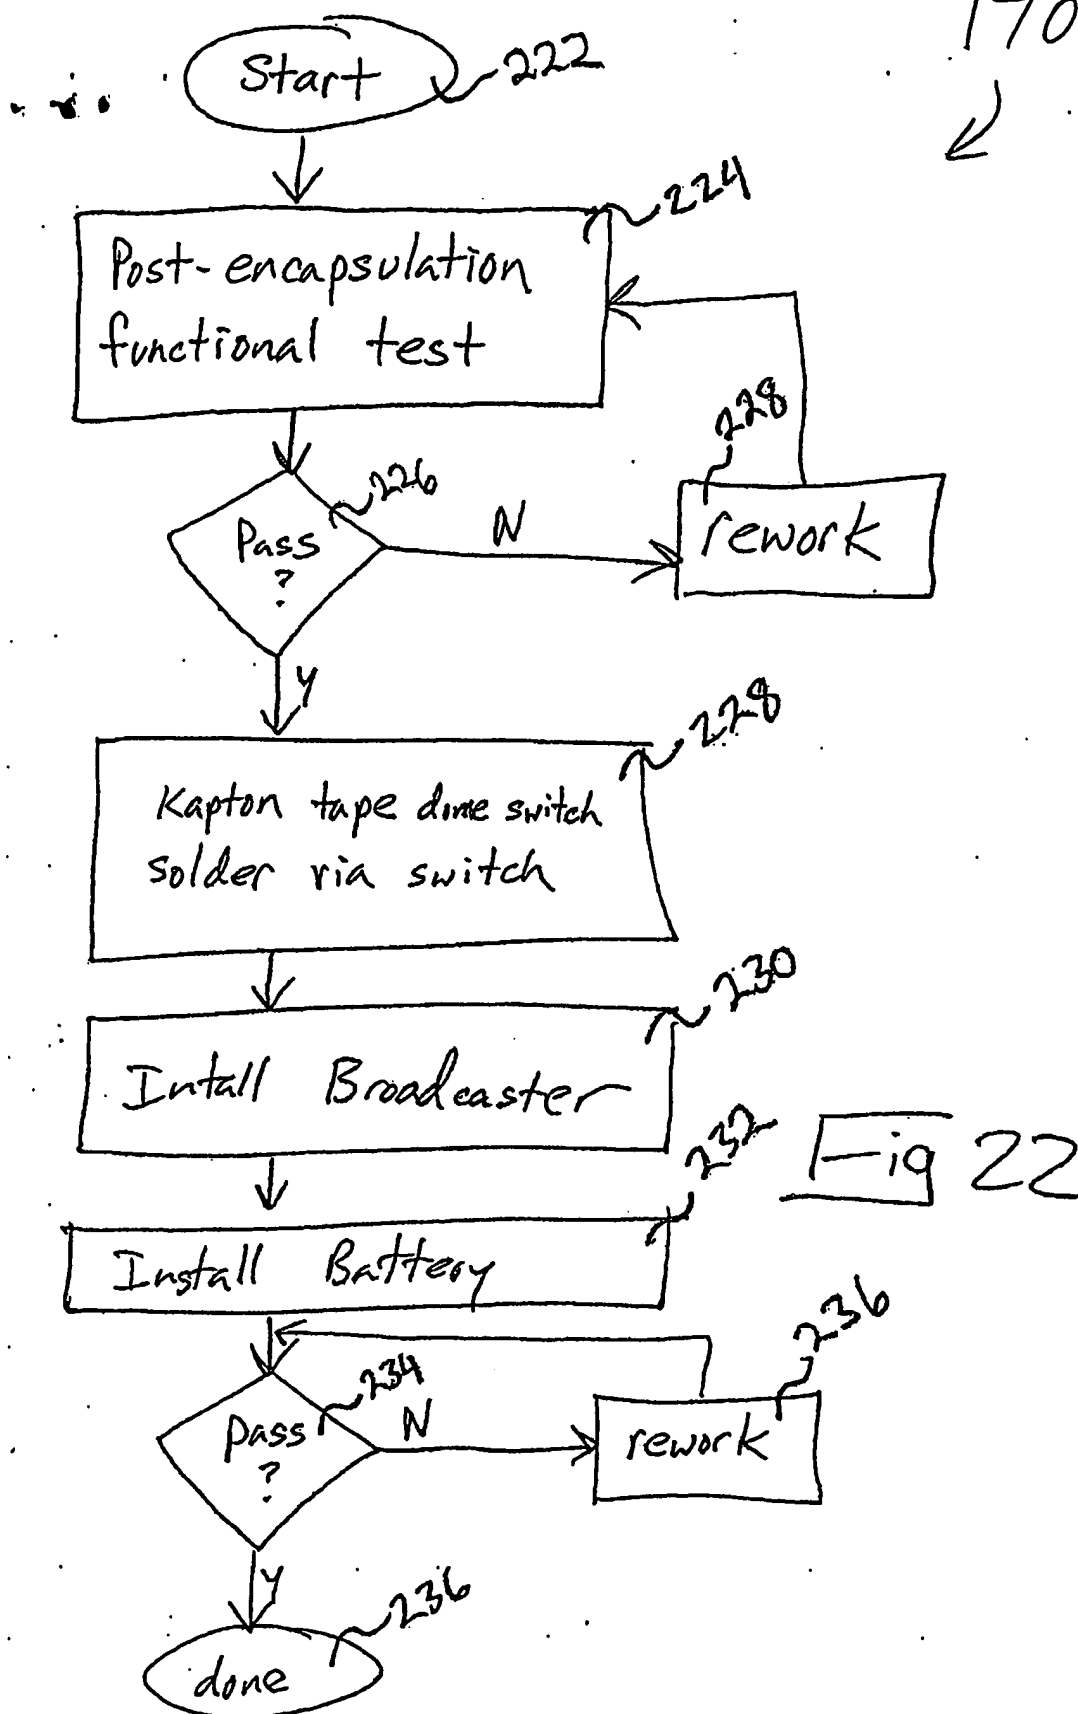 170
Start
222
224
Post-encapsulation
functional test
228
226
Pass
?
N
rework
Y
228
Kapton tape dome switch
solder via switch
230
Intall Broadcaster
232
Fig 22
Install Battery
236
234
Pass
?
N
rework
Y
236
done